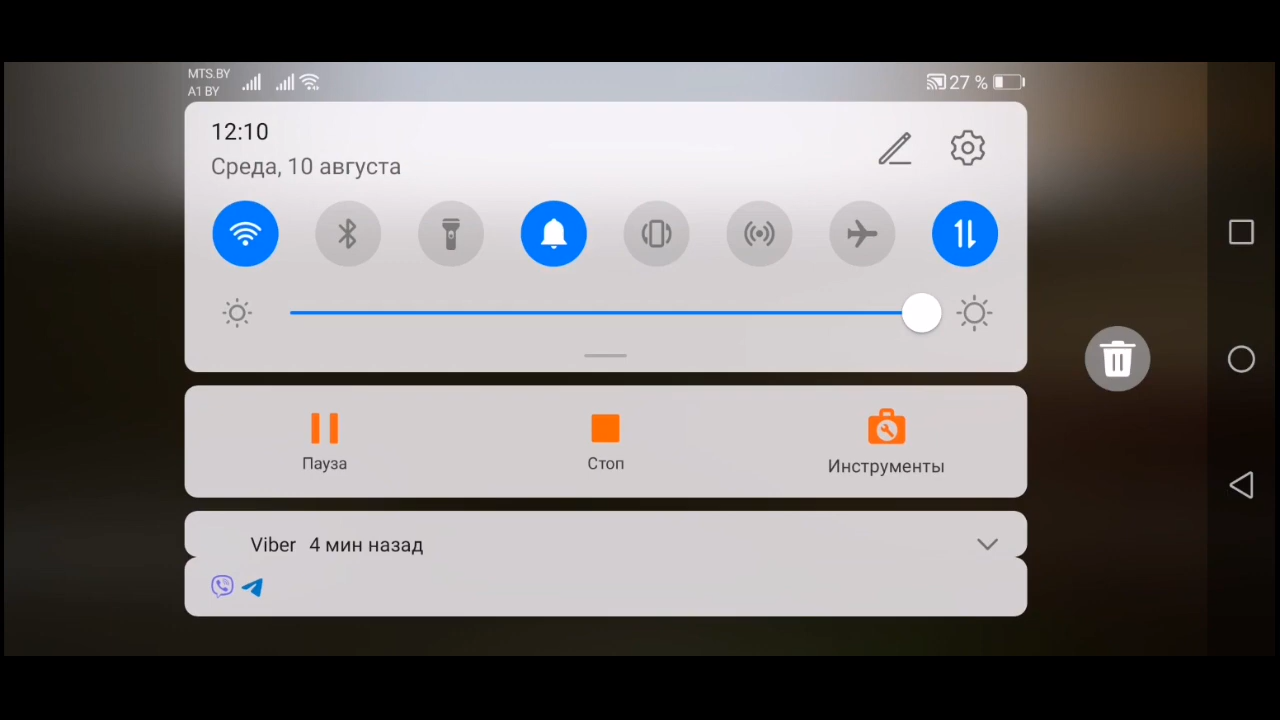 MTS.BY
A1 BY
27 %
12:10
Среда, 10 августа
Пауза
Стоп
Инструменты
Viber 4 мин назад